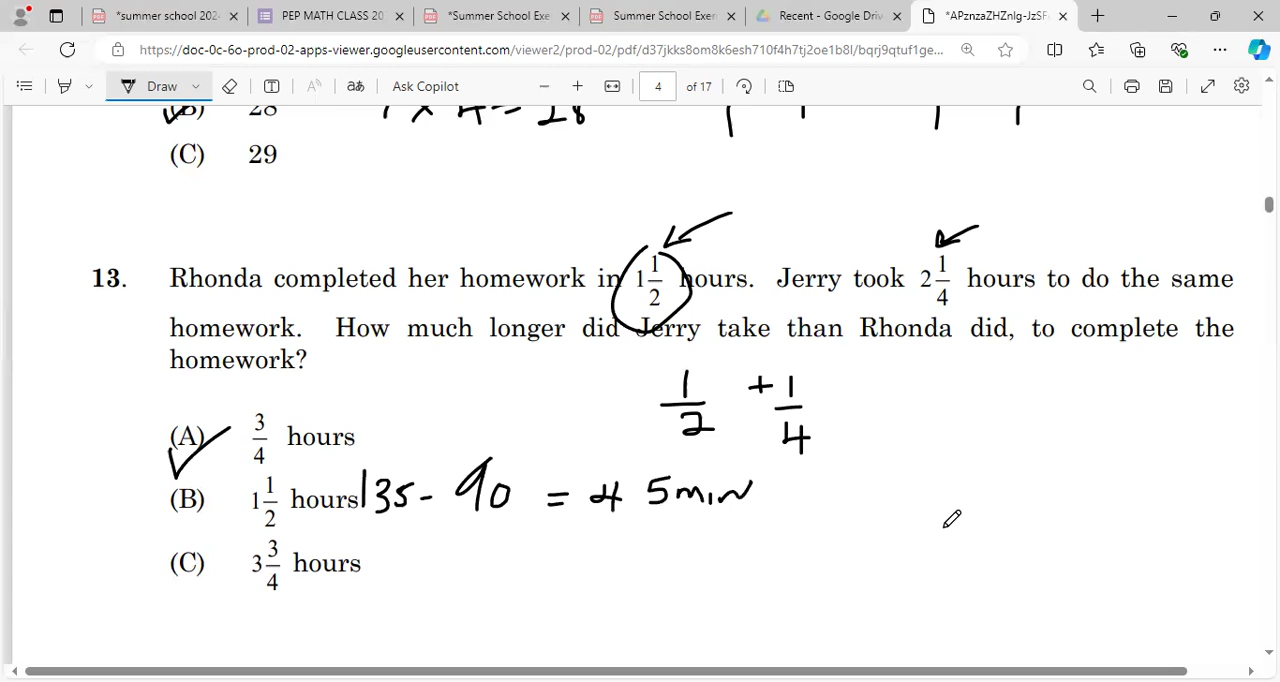 *summer school 202
PEP MATH CLASS 20
*Summer School Exe
Summer School Exer
Recent - Google Driv
*APznzaZHZnlg-JzSF
https://doc-0c-6o-prod-02-apps-viewer.googleusercontent.com/viewer2/prod-02/pdf/d37jkks8om8k6esh710f4h7tj2oe1b8l/bqrj9qtuf1ge...
Draw
aあ
Ask Copilot
4 of 17
(B) 28 7 x 4 = 28
(C) 29
13. Rhonda completed her homework in 1 1/2 hours. Jerry took 2 1/4 hours to do the same
homework. How much longer did Jerry take than Rhonda did, to complete the
homework?
1/2 + 1/4
(A) 3/4 hours
(B) 1 1/2 hours 135 - 90 = 45min
(C) 3 3/4 hours